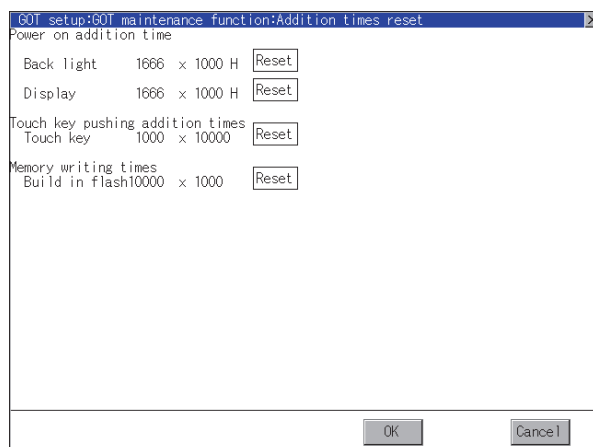 GOT setup:GOT maintenance function:Addition times reset
Power on addition time
Back light 1666 x 1000 H Reset
Display 1666 x 1000 H Reset
Touch key pushing addition times
Touch key 1000 x 10000 Reset
Memory writing times
Build in flash10000 x 1000 Reset
OK Cancel